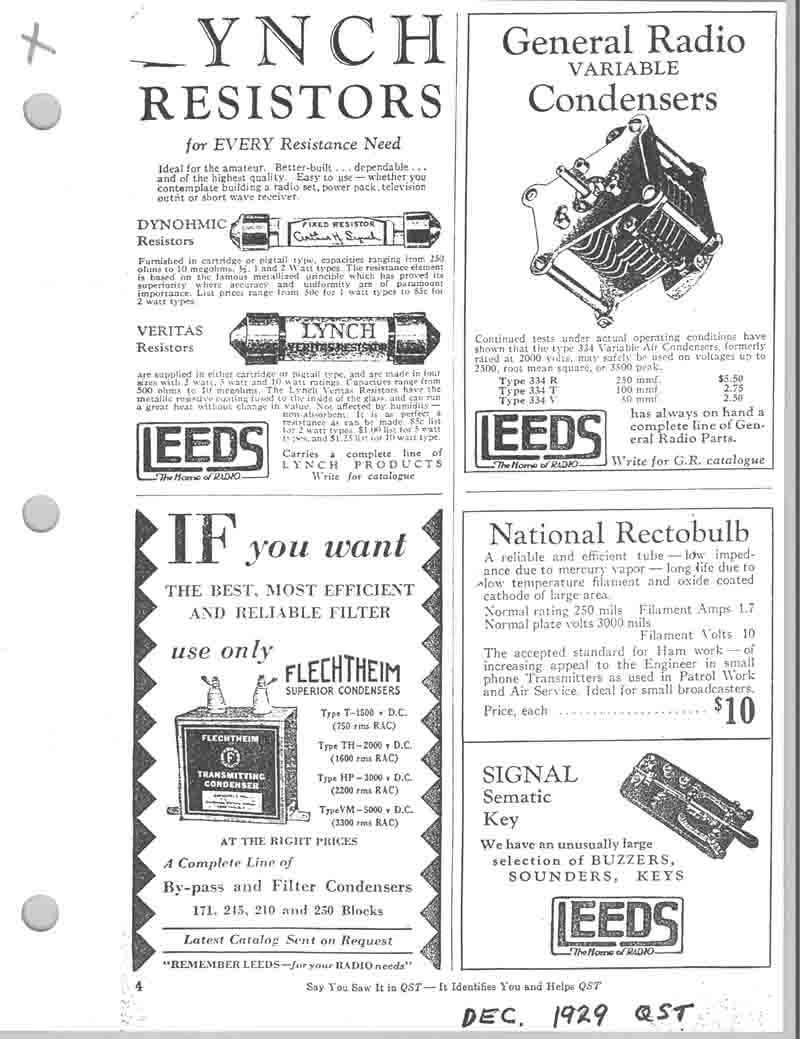 LYNCH
RESISTORS
for EVERY Resistance Need
Ideal for the amateur. Better-built . . . dependable . . .
and of the highest quality. Easy to use — whether you
contemplate building a radio set, power pack, television
outfit or short wave receiver.
DYNOHMIC
Resistors
FIXED RESISTOR
Arthur H Lynch
Furnished in cartridge or pigtail type, capacities ranging from 250
ohms to 10 megohms, ½, 1 and 2 Watt types. The resistance element
is based on the famous metallized principle which has proved its
superiority where accuracy and uniformity are of paramount
importance. List prices range from 50c for 1 watt types to 85c for
2 watt types.
VERITAS
Resistors
LYNCH
VERITAS RESISTOR
are supplied in either cartridge or pigtail type, and are made in four
sizes with 2 watt, 5 watt and 10 watt ratings. Capacities range from
500 ohms to 10 megohms. The Lynch Veritas Resistors have the
metallic resistive coating fused to the inside of the glass, and can run
a great heat without change in value. Not affected by humidity —
non-absorbent. It is as perfect a
resistance as can be made. 85c list
for 2 watt types. $1.00 list for 5 watt
types, and $1.25 list for 10 watt type.
LEEDS
The Home of RADIO
Carries a complete line of
LYNCH PRODUCTS
Write for catalogue
General Radio
VARIABLE
Condensers
Continued tests under actual operating conditions have
shown that the type 334 Variable Air Condensers, formerly
rated at 2000 volts, may safely be used on voltages up to
2500, root mean square, or 3500 peak.
Type 334 R 250 mmf. $5.50
Type 334 T 100 mmf. 2.75
Type 334 V 50 mmf. 2.50
LEEDS
The Home of RADIO
has always on hand a
complete line of Gen-
eral Radio Parts.
Write for G.R. catalogue
IF you want
THE BEST, MOST EFFICIENT
AND RELIABLE FILTER
use only
FLECHTHEIM
SUPERIOR CONDENSERS
FLECHTHEIM
F
TRANSMITTING
CONDENSER
Type T-1500 v D.C.
(750 rms RAC)
Type TH-2000 v D.C.
(1600 rms RAC)
Type HP-3000 v D.C.
(2200 rms RAC)
Type VM-5000 v D.C.
(3300 rms RAC)
AT THE RIGHT PRICES
A Complete Line of
By-pass and Filter Condensers
171, 245, 210 and 250 Blocks
Latest Catalog Sent on Request
"REMEMBER LEEDS—for your RADIO needs"
National Rectobulb
A reliable and efficient tube — low imped-
ance due to mercury vapor — long life due to
low temperature filament and oxide coated
cathode of large area.
Normal rating 250 mils Filament Amps 1.7
Normal plate volts 3000 mils
Filament Volts 10
The accepted standard for Ham work — of
increasing appeal to the Engineer in small
phone Transmitters as used in Patrol Work
and Air Service. Ideal for small broadcasters.
Price, each . . . . . . . . . . . . . . . . . . . . . . . $10
SIGNAL
Sematic
Key
We have an unusually large
selection of BUZZERS,
SOUNDERS, KEYS
LEEDS
The Home of RADIO
4
Say You Saw It in QST — It Identifies You and Helps QST
DEC. 1929 QST